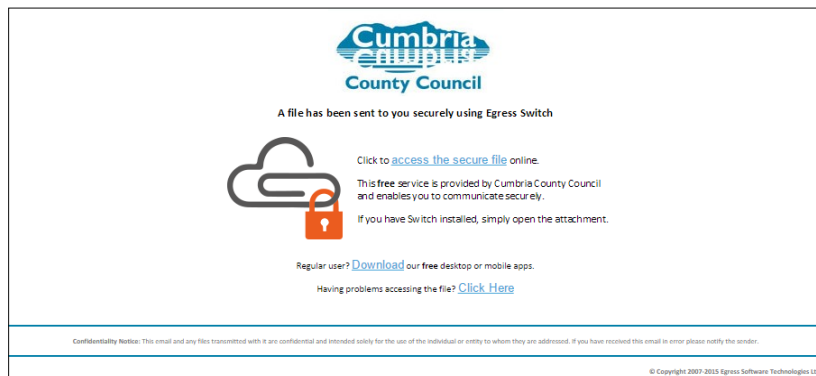 Cumbria
County Council
A file has been sent to you securely using Egress Switch
Click to access the secure file online.
This free service is provided by Cumbria County Council
and enables you to communicate securely.
If you have Switch installed, simply open the attachment.
Regular user? Download our free desktop or mobile apps.
Having problems accessing the file? Click Here
Confidentiality Notice: This email and any files transmitted with it are confidential and intended solely for the use of the individual or entity to whom they are addressed. If you have received this email in error please notify the sender.
© Copyright 2007-2015 Egress Software Technologies